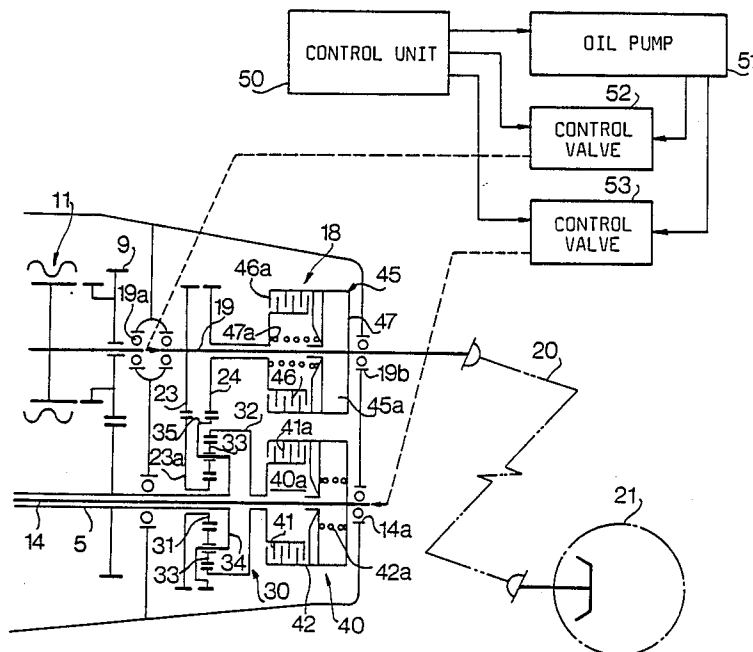 CONTROL UNIT
50
OIL PUMP
51
52
CONTROL
VALVE
53
CONTROL
VALVE
11
9
19a
18
46a
45
19
47a
47
20
23
24
46
19b
35
32
45a
33
41a
23a
40a
21
14
5
31
34
41
14a
33
42a
30
42
40